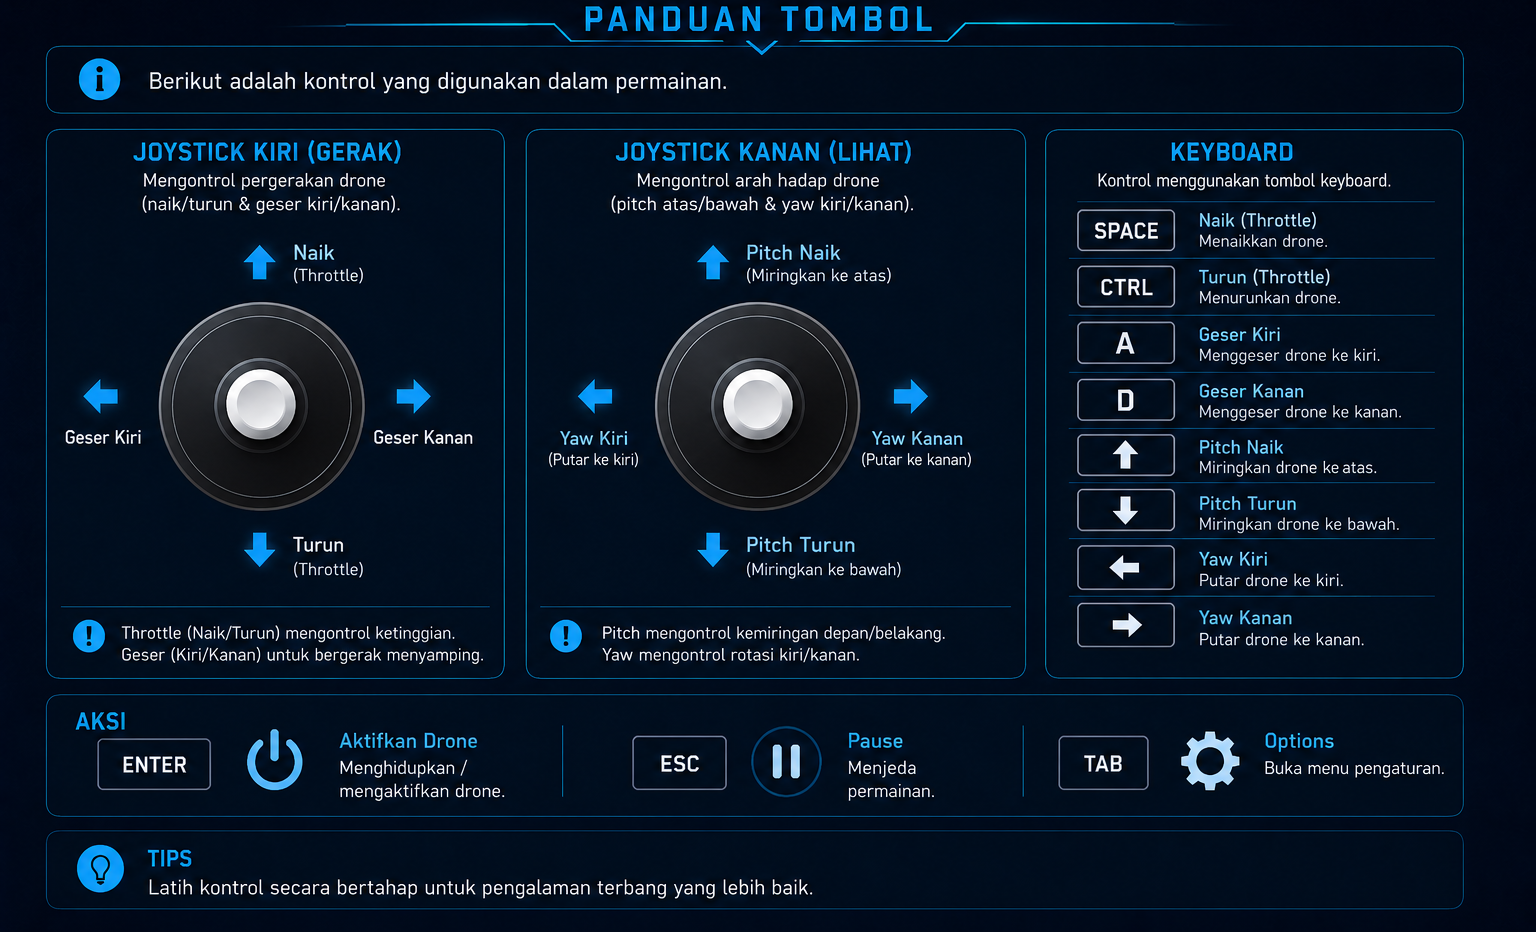 PANDUAN TOMBOL
Berikut adalah kontrol yang digunakan dalam permainan.
JOYSTICK KIRI (GERAK)
Mengontrol pergerakan drone
(naik/turun & geser kiri/kanan).
Naik
(Throttle)
Geser Kiri
Geser Kanan
Turun
(Throttle)
Throttle (Naik/Turun) mengontrol ketinggian.
Geser (Kiri/Kanan) untuk bergerak menyamping.
JOYSTICK KANAN (LIHAT)
Mengontrol arah hadap drone
(pitch atas/bawah & yaw kiri/kanan).
Pitch Naik
(Miringkan ke atas)
Yaw Kiri
(Putar ke kiri)
Yaw Kanan
(Putar ke kanan)
Pitch Turun
(Miringkan ke bawah)
Pitch mengontrol kemiringan depan/belakang.
Yaw mengontrol rotasi kiri/kanan.
KEYBOARD
Kontrol menggunakan tombol keyboard.
SPACE
Naik (Throttle)
Menaikkan drone.
CTRL
Turun (Throttle)
Menurunkan drone.
A
Geser Kiri
Menggeser drone ke kiri.
D
Geser Kanan
Menggeser drone ke kanan.
Pitch Naik
Miringkan drone ke atas.
Pitch Turun
Miringkan drone ke bawah.
Yaw Kiri
Putar drone ke kiri.
Yaw Kanan
Putar drone ke kanan.
AKSI
ENTER
Aktifkan Drone
Menghidupkan /
mengaktifkan drone.
ESC
Pause
Menjeda
permainan.
TAB
Options
Buka menu pengaturan.
TIPS
Latih kontrol secara bertahap untuk pengalaman terbang yang lebih baik.